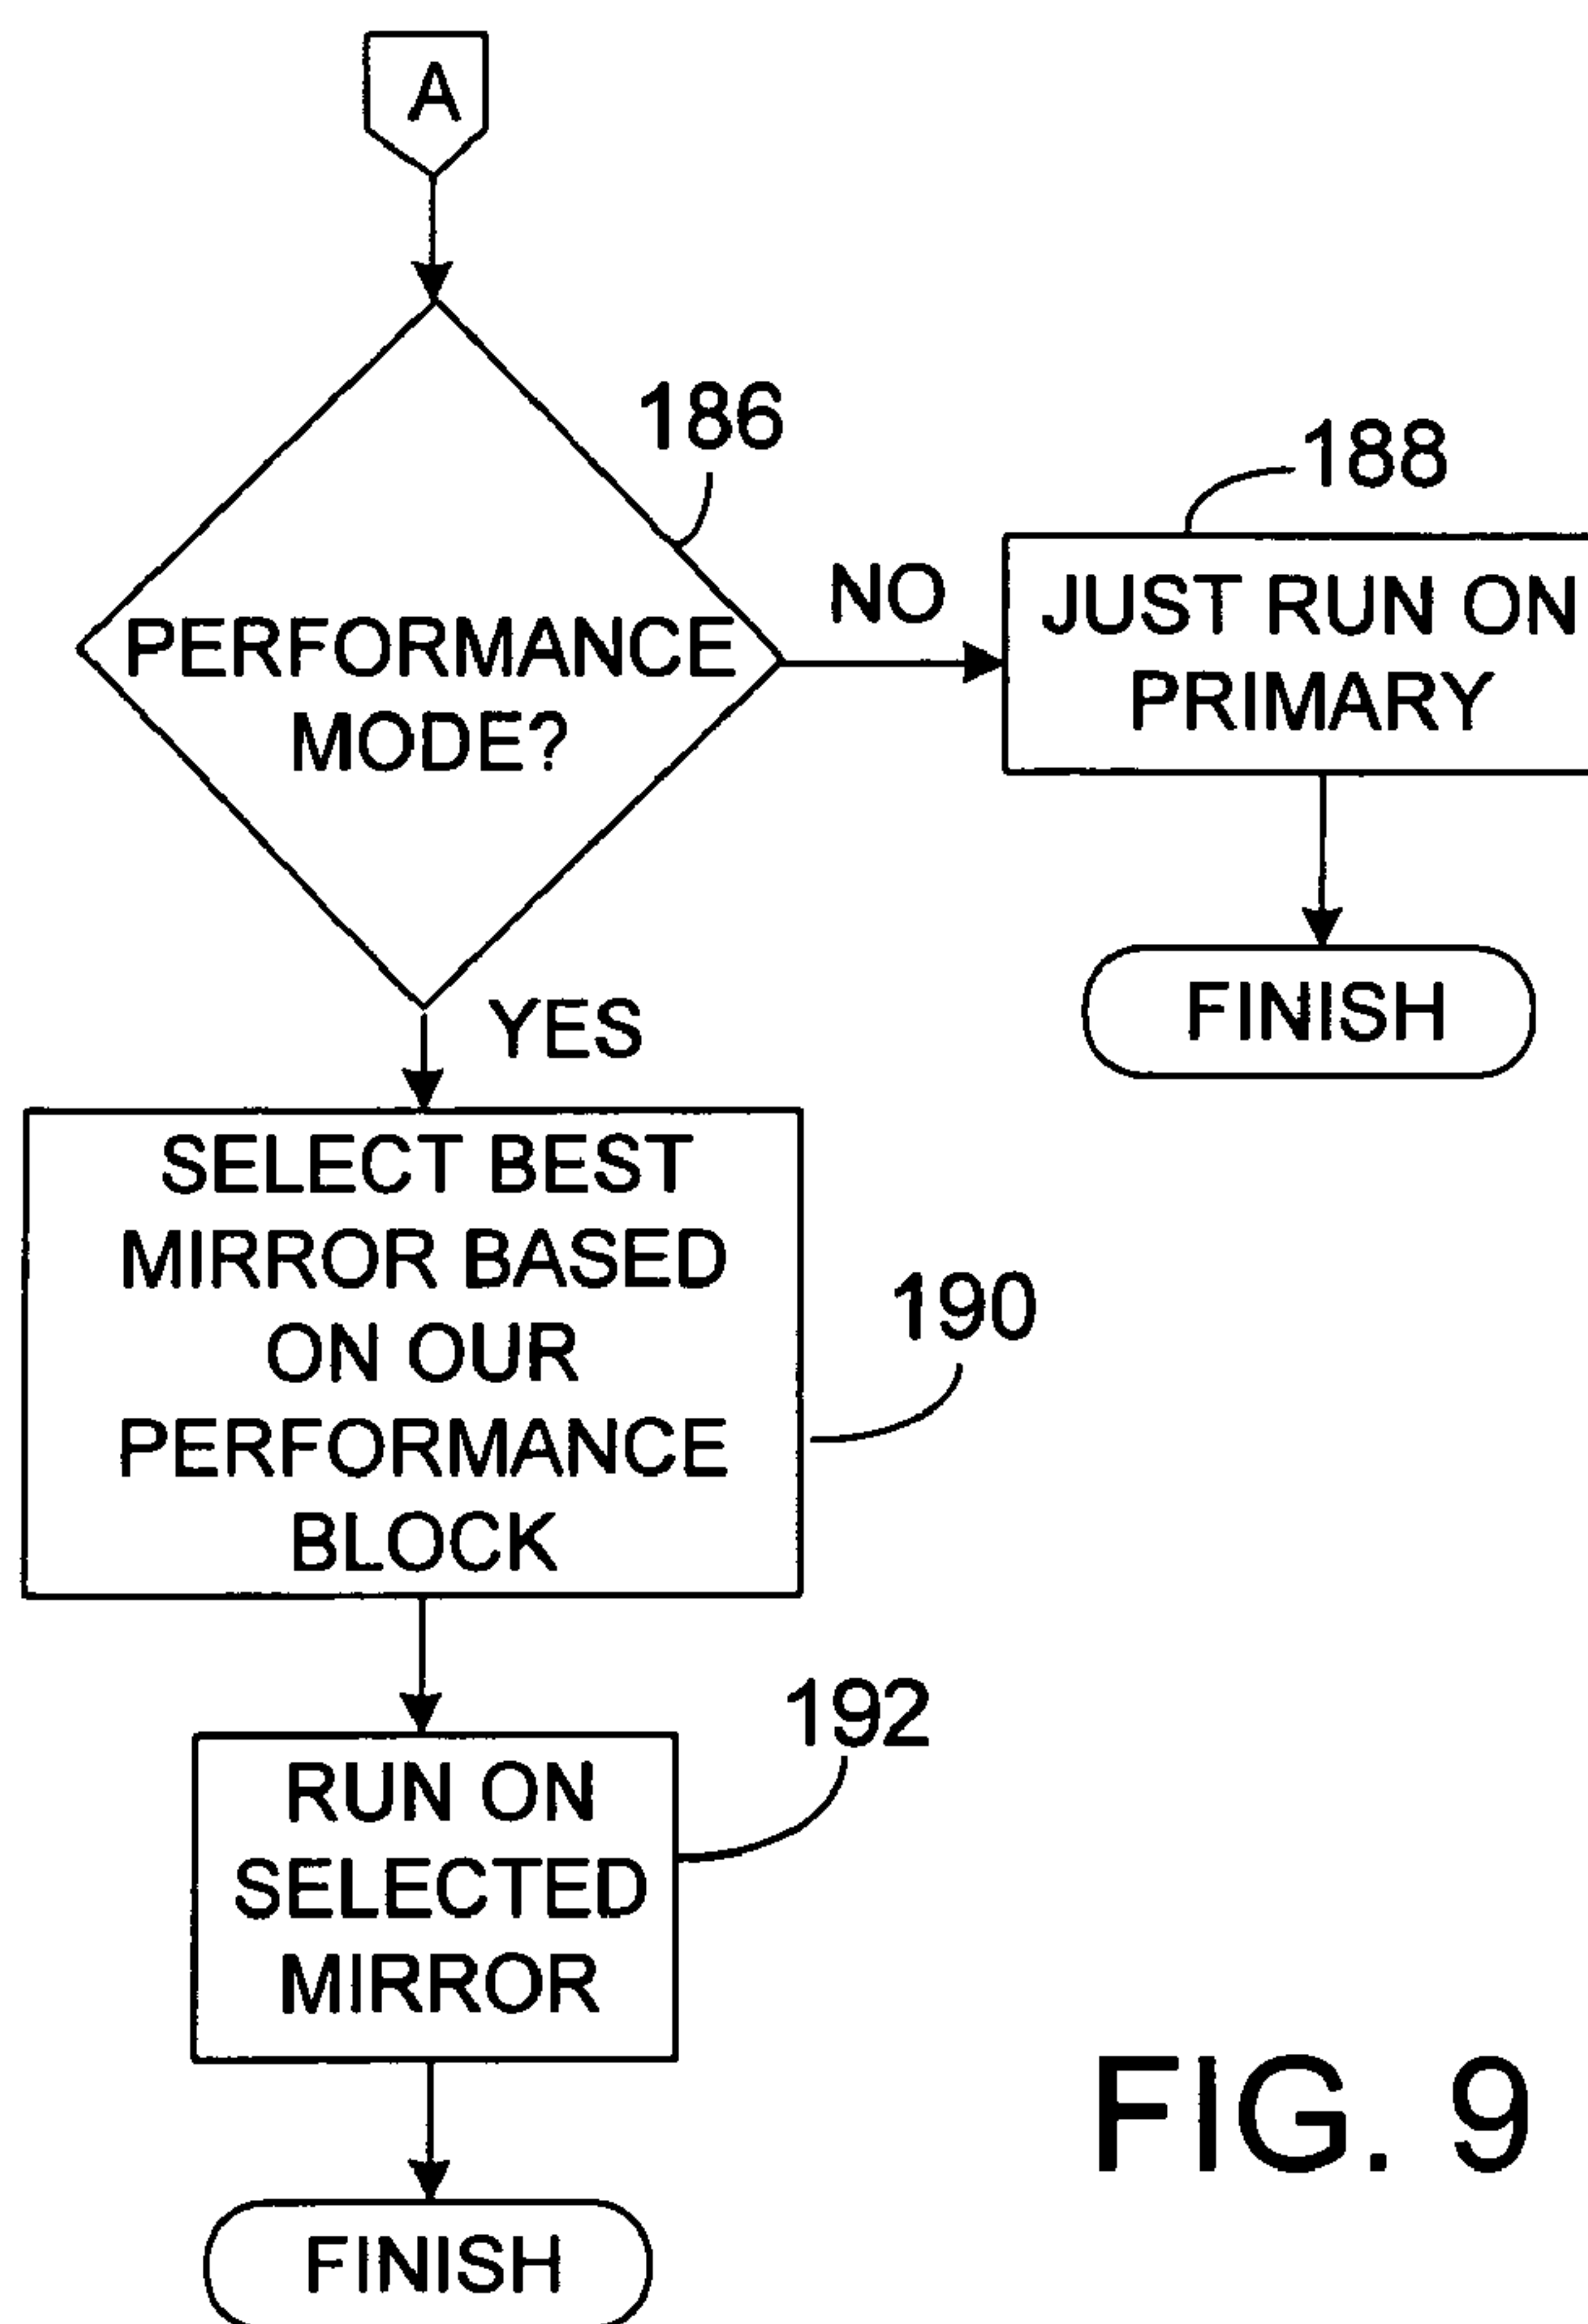 A
186
PERFORMANCE
MODE?
NO
188
JUST RUN ON
PRIMARY
FINISH
YES
SELECT BEST
MIRROR BASED
ON OUR
PERFORMANCE
BLOCK
190
192
RUN ON
SELECTED
MIRROR
FINISH
FIG. 9